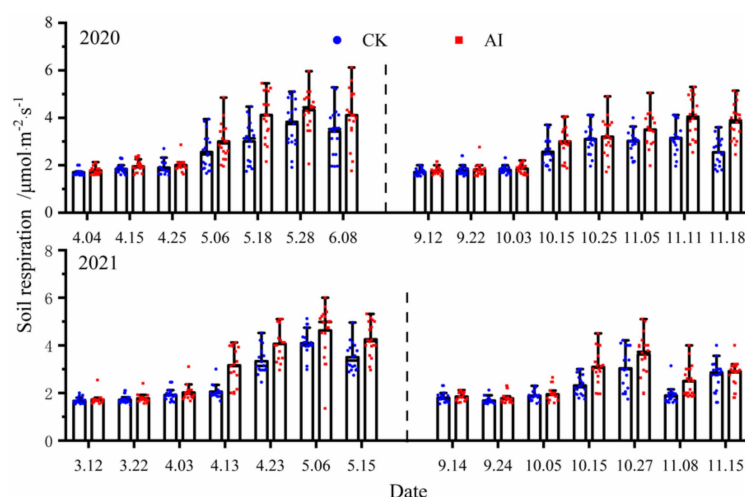 8
2020
CK
AI
6
4
2
0
4.04 4.15 4.25 5.06 5.18 5.28 6.08 9.12 9.22 10.03 10.15 10.25 11.05 11.11 11.18
Soil respiration /μmol·m⁻²·s⁻¹
8
2021
6
4
2
0
3.12 3.22 4.03 4.13 4.23 5.06 5.15 9.14 9.24 10.05 10.15 10.27 11.08 11.15
Date